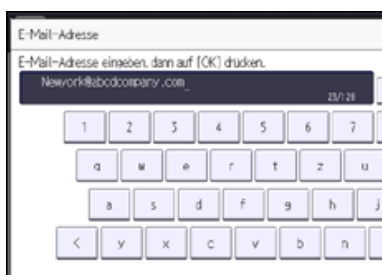 E-Mail-Adresse
E-Mail-Adresse eingeben, dann auf [OK] drücken.
Newyork@abcdcompany.com_
23/128
1 2 3 4 5 6 7
q w e r t z u
a s d f g h j
< y x c v b n